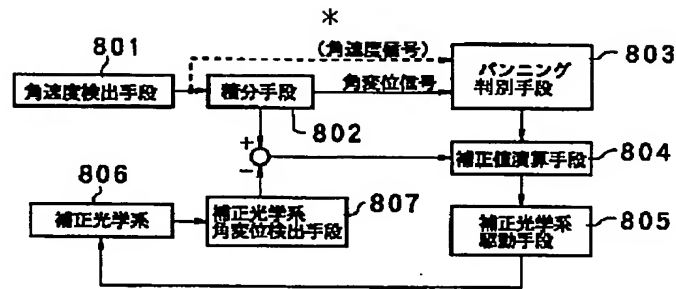 *
801
(角速度信号)
803
パンニング
判別手段
角速度検出手段
積分手段
角変位信号
802
+
-
補正値演算手段
804
806
補正光学系
補正光学系
角変位検出手段
807
補正光学系
駆動手段
805